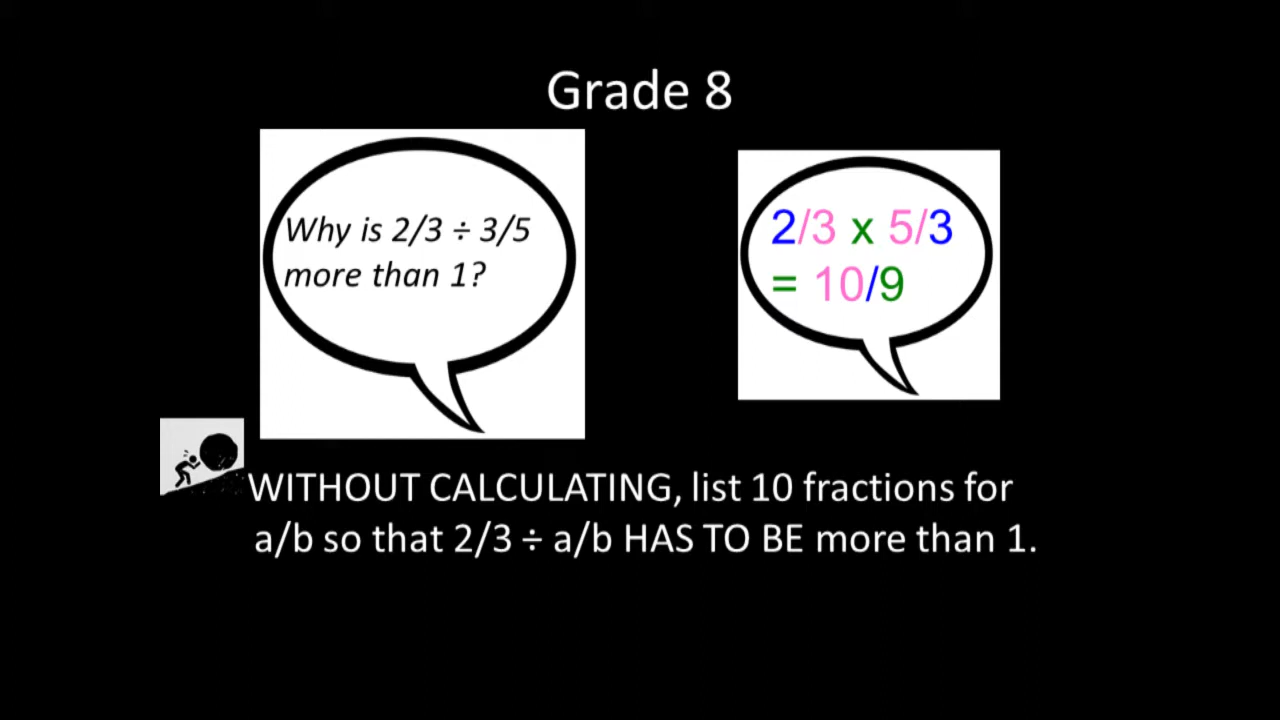 Grade 8
Why is 2/3 ÷ 3/5
more than 1?
2/3 x 5/3
= 10/9
WITHOUT CALCULATING, list 10 fractions for
a/b so that 2/3 ÷ a/b HAS TO BE more than 1.